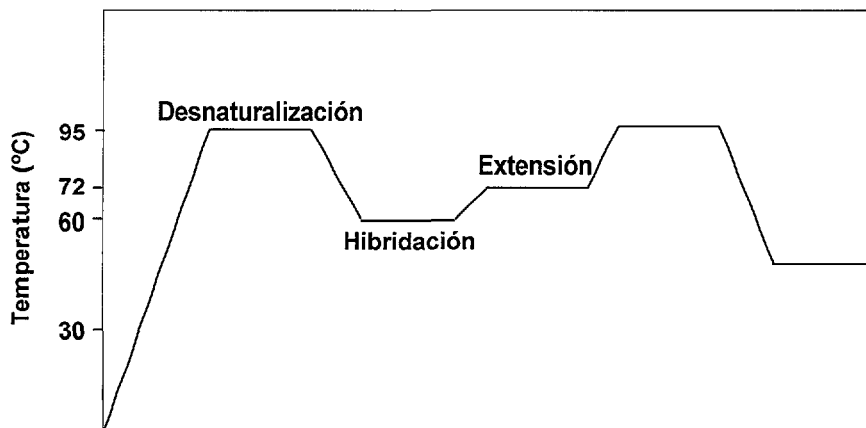 Desnaturalización
95
Extensión
72
60
Hibridación
30
Temperatura (ºC)